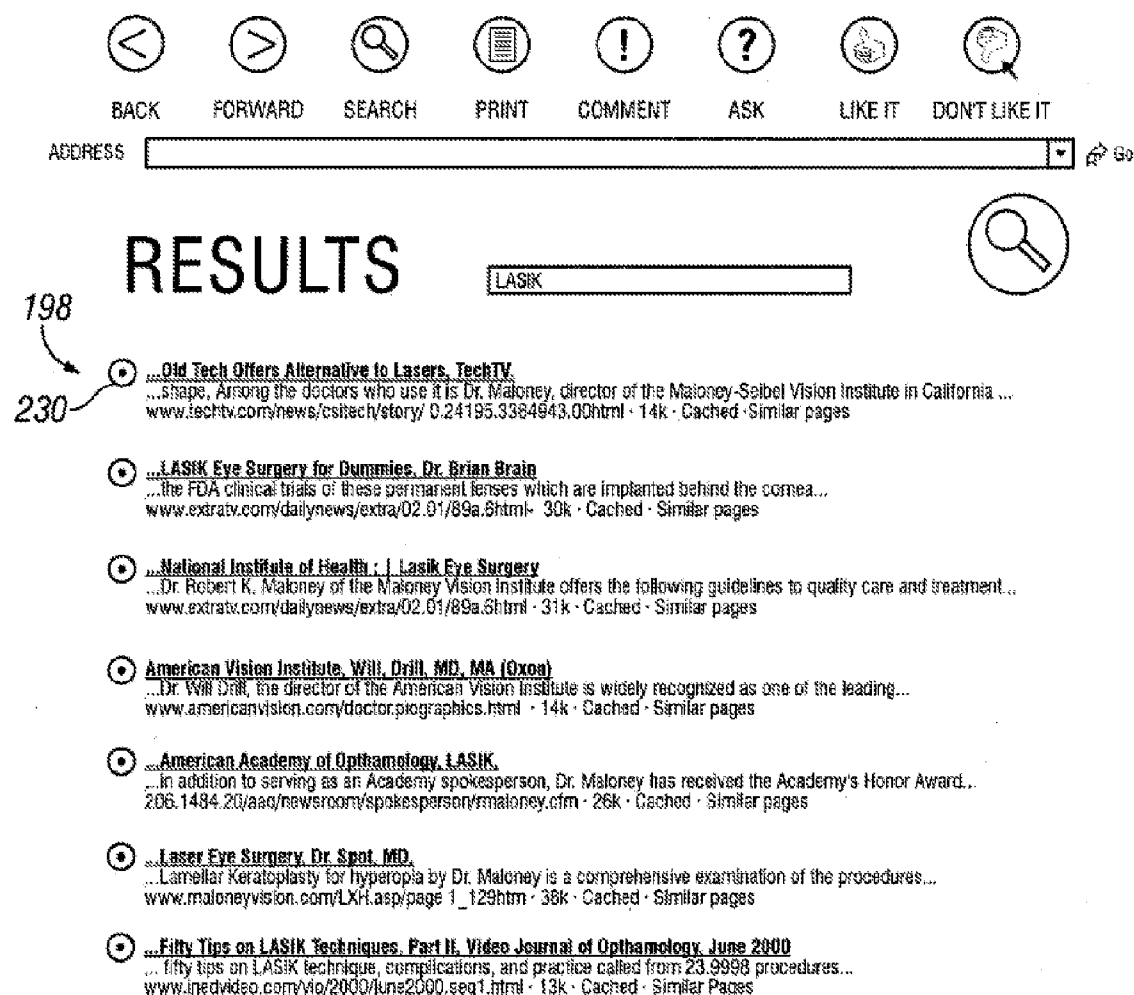 BACK FORWARD SEARCH PRINT COMMENT ASK LIKE IT DON'T LIKE IT
ADDRESS Go
RESULTS LASIK
198
...Old Tech Offers Alternative to Lasers, TechTV.
230
...shape, Among the doctors who use it is Dr. Maloney, director of the Maloney-Seibel Vision Institute in California ...
www.techtv.com/news/csitech/story/ 0.24195.3364943.00html · 14k · Cached ·Similar pages
...LASIK Eye Surgery for Dummies, Dr. Brian Brain
...the FDA clinical trials of these permanent lenses which are implanted behind the cornea...
www.extratv.com/dailynews/extra/02.01/89a.6html- 30k · Cached · Similar pages
...National Institute of Health : | Lasik Eye Surgery
...Dr. Robert K. Maloney of the Maloney Vision Institute offers the following guidelines to quality care and treatment...
www.extratv.com/dailynews/extra/02.01/89a.6html · 31k · Cached · Similar pages
American Vision Institute, Will, Drill, MD, MA (Oxon)
...Dr. Will Drill, the director of the American Vision Institute is widely recognized as one of the leading...
www.americanvision.com/doctor.piographics.html · 14k · Cached · Similar pages
...American Academy of Opthamology, LASIK,
...in addition to serving as an Academy spokesperson, Dr. Maloney has received the Academy's Honor Award...
206.1484.20/aaq/newsroom/spokesperson/rmaloney.cfm · 26k · Cached · Similar pages
...Laser Eye Surgery, Dr. Spot, MD,
...Lamellar Keratoplasty for hyperopia by Dr. Maloney is a comprehensive examination of the procedures...
www.maloneyvision.com/LXH.asp/page 1_129htm · 38k · Cached · Similar pages
...Fifty Tips on LASIK Techniques, Part II, Video Journal of Opthamology, June 2000
... fifty tips on LASIK technique, complications, and practice called from 23.9998 procedures...
www.inedvideo.com/vio/2000/june2000.seq1.html · 13k · Cached · Similar Pages